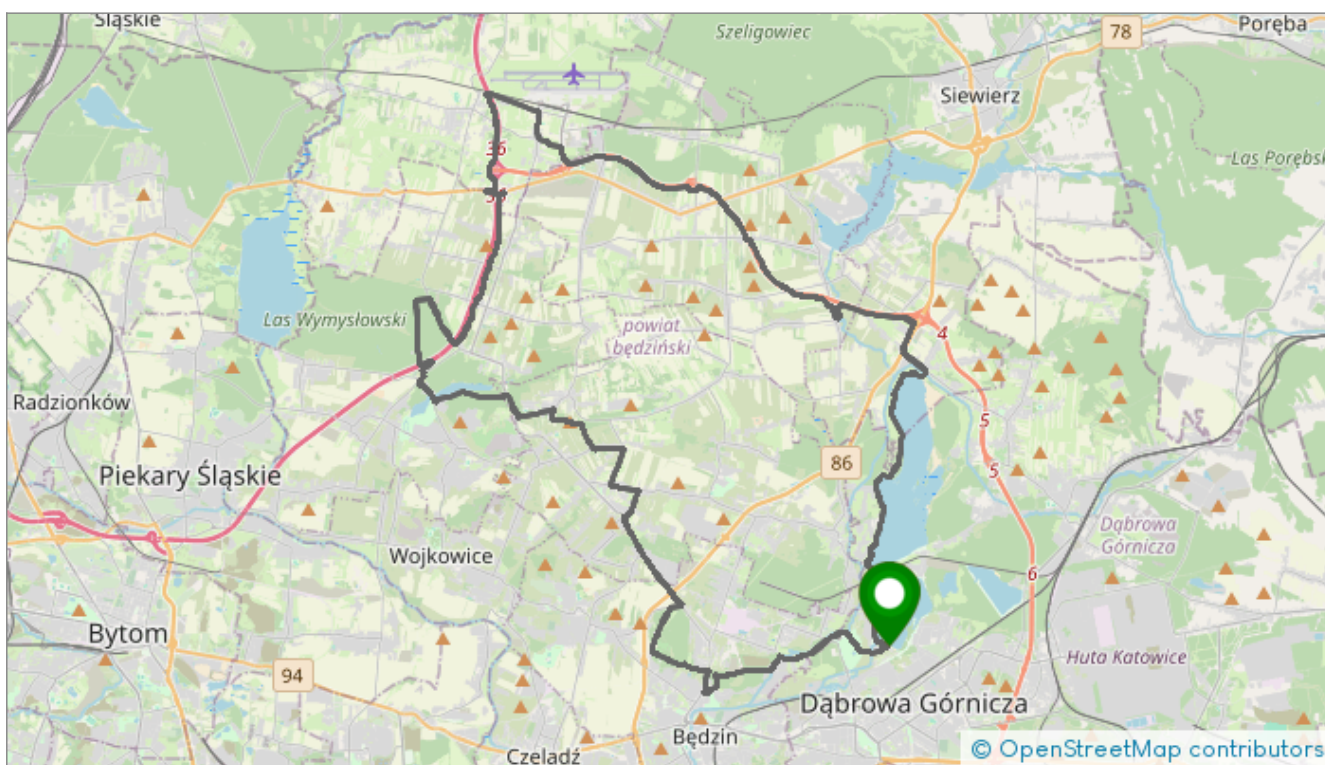 Śląskie
Szeligowiec
78
Poręba
Siewierz
36
Las Porębsk
36
Las Wymysłowski
powiat
będziński
4
Radzionków
5
Piekary Śląskie
86
5
Dąbrowa
Górnicza
Wojkowice
6
Bytom
94
Huta Katowice
Dąbrowa Górnicza
Będzin
Czeladź
© OpenStreetMap contributors